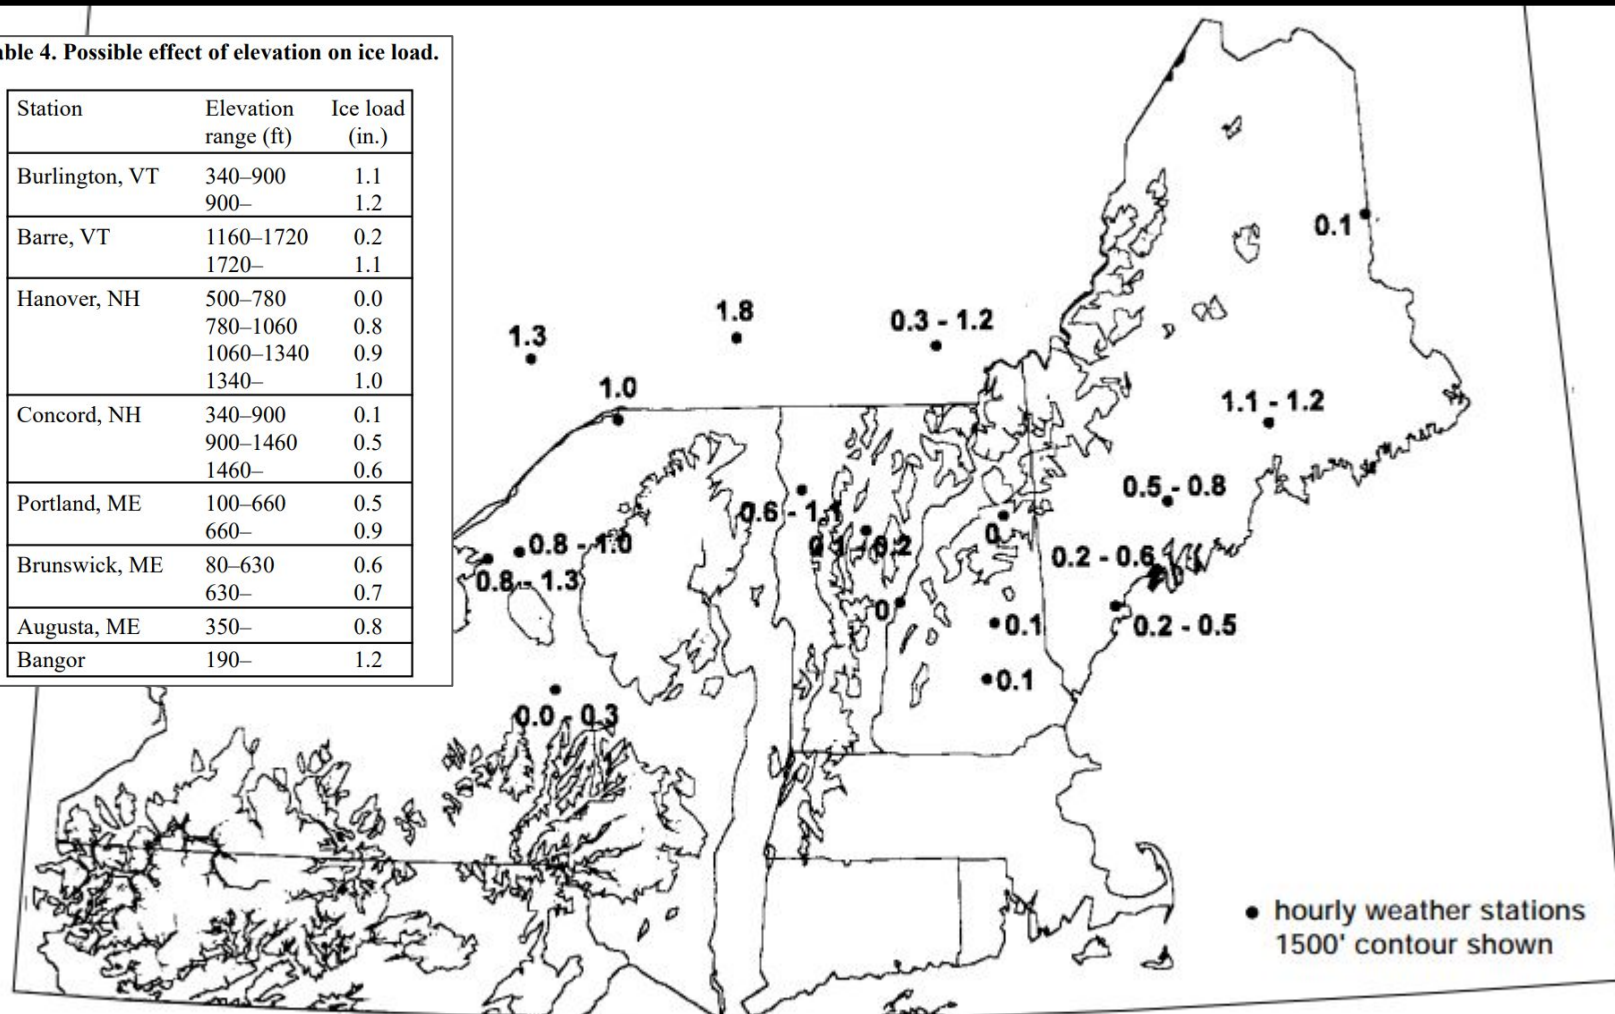 able 4. Possible effect of elevation on ice load.
Station Elevation range (ft) Ice load (in.)
Burlington, VT 340–900 1.1
900– 1.2
Barre, VT 1160–1720 0.2
1720– 1.1
Hanover, NH 500–780 0.0
780–1060 0.8
1060–1340 0.9
1340– 1.0
Concord, NH 340–900 0.1
900–1460 0.5
1460– 0.6
Portland, ME 100–660 0.5
660– 0.9
Brunswick, ME 80–630 0.6
630– 0.7
Augusta, ME 350– 0.8
Bangor 190– 1.2
0.1
1.8
0.3 - 1.2
1.3
1.0
1.1 - 1.2
0.5 - 0.8
0.6 - 1.1
0
0.8 - 1.0
0.1 - 0.2
0.2 - 0.6
0.8 - 1.3
0
0.1
0.2 - 0.5
0.1
0.0 - 0.3
hourly weather stations
1500' contour shown